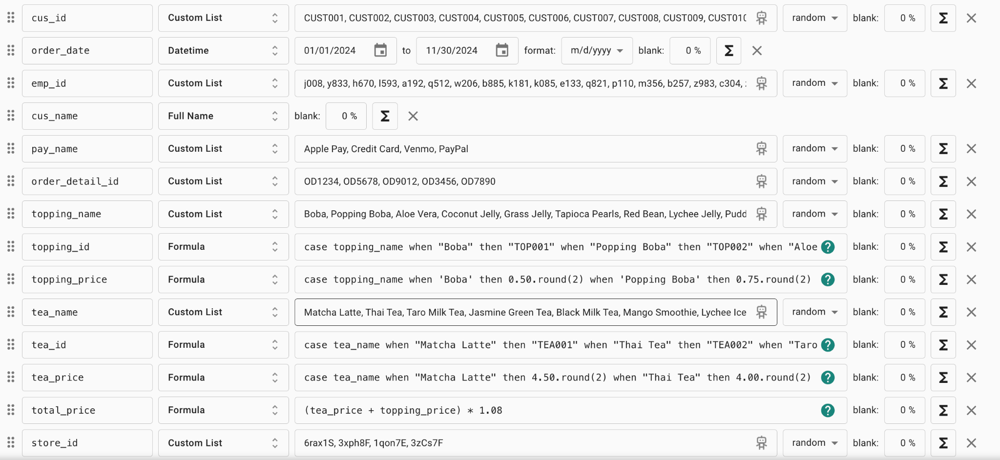 cus_id Custom List CUST001, CUST002, CUST003, CUST004, CUST005, CUST006, CUST007, CUST008, CUST009, CUST010 random blank: 0 % Σ
order_date Datetime 01/01/2024 to 11/30/2024 format: m/d/yyyy blank: 0 % Σ
emp_id Custom List j008, y833, h670, l593, a192, q512, w206, b885, k181, k085, e133, q821, p110, m356, b257, z983, c304, random blank: 0 % Σ
cus_name Full Name blank: 0 % Σ
pay_name Custom List Apple Pay, Credit Card, Venmo, PayPal random blank: 0 % Σ
order_detail_id Custom List OD1234, OD5678, OD9012, OD3456, OD7890 random blank: 0 % Σ
topping_name Custom List Boba, Popping Boba, Aloe Vera, Coconut Jelly, Grass Jelly, Tapioca Pearls, Red Bean, Lychee Jelly, Pudd random blank: 0 % Σ
topping_id Formula case topping_name when "Boba" then "TOP001" when "Popping Boba" then "TOP002" when "Aloe ? blank: 0 % Σ
topping_price Formula case topping_name when 'Boba' then 0.50.round(2) when 'Popping Boba' then 0.75.round(2) ? blank: 0 % Σ
tea_name Custom List Matcha Latte, Thai Tea, Taro Milk Tea, Jasmine Green Tea, Black Milk Tea, Mango Smoothie, Lychee Ice random blank: 0 % Σ
tea_id Formula case tea_name when "Matcha Latte" then "TEA001" when "Thai Tea" then "TEA002" when "Taro ? blank: 0 % Σ
tea_price Formula case tea_name when "Matcha Latte" then 4.50.round(2) when "Thai Tea" then 4.00.round(2) ? blank: 0 % Σ
total_price Formula (tea_price + topping_price) * 1.08 ? blank: 0 % Σ
store_id Custom List 6rax1S, 3xph8F, 1qon7E, 3zCs7F random blank: 0 % Σ